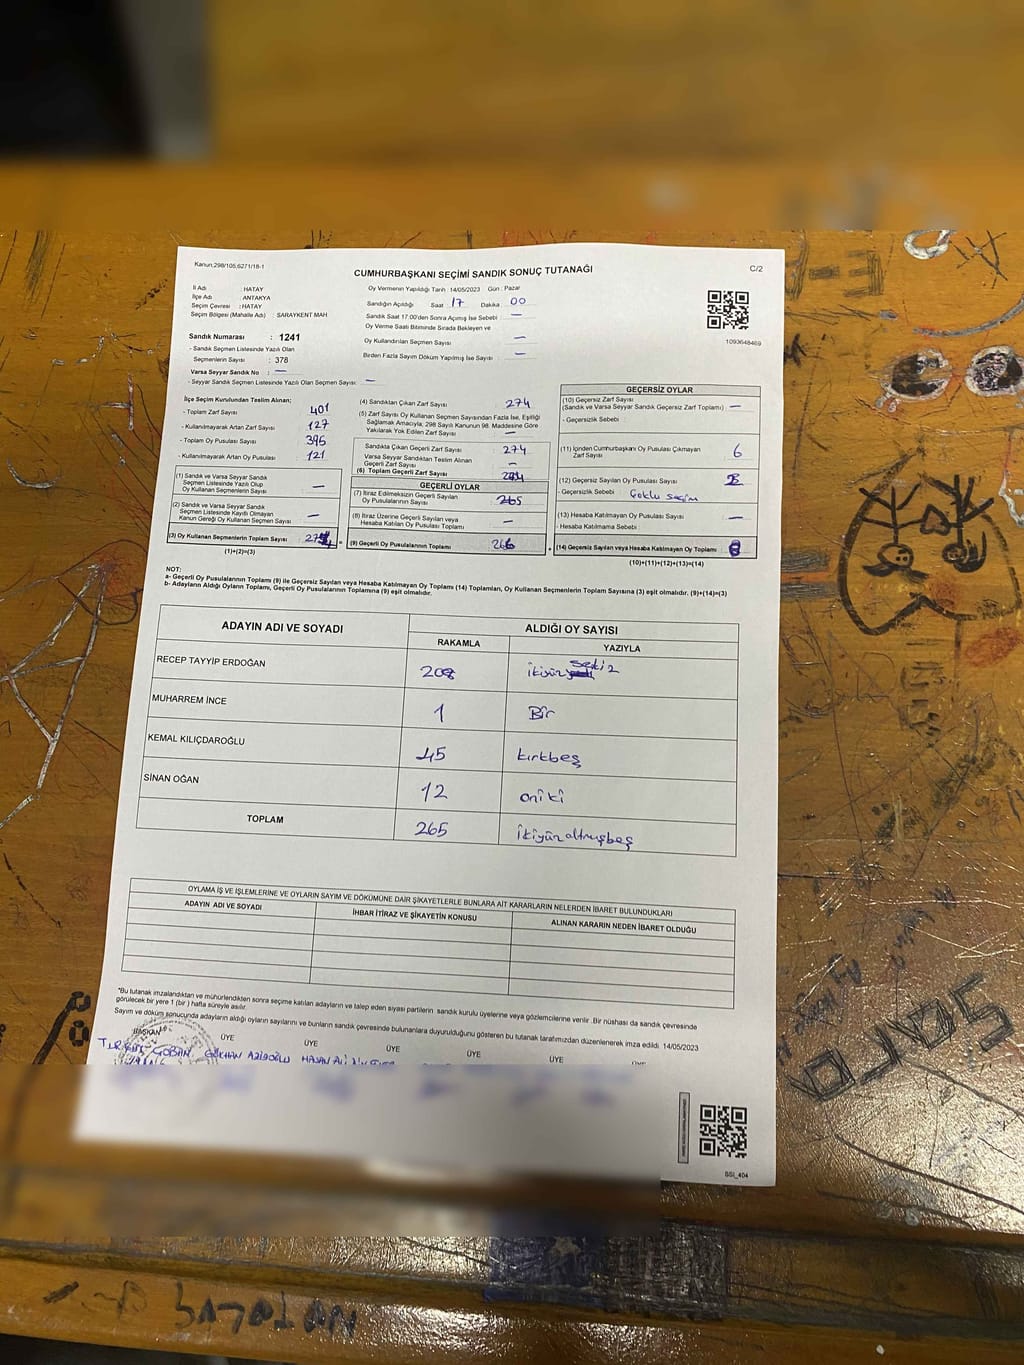 Kanun;298/105,6271/18-1
C/2
CUMHURBAŞKANI SEÇİMİ SANDIK SONUÇ TUTANAĞI
İl Adı : HATAY
İlçe Adı : ANTAKYA
Seçim Çevresi : HATAY
Seçim Bölgesi (Mahalle Adı) : SARAYKENT MAH
Sandık Numarası : 1241
- Sandık Seçmen Listesinde Yazılı Olan
Seçmenlerin Sayısı : 378
Varsa Seyyar Sandık No : —
- Seyyar Sandık Seçmen Listesinde Yazılı Olan Seçmen Sayısı: —
Oy Vermenin Yapıldığı Tarih :14/05/2023 Gün : Pazar
Sandığın Açıldığı Saat 17 Dakika 00
Sandık Saat 17.00'den Sonra Açımış İse Sebebi —
Oy Verme Saati Bitiminde Sırada Bekleyen ve
Oy Kullandırılan Seçmen Sayısı —
Birden Fazla Sayım Döküm Yapılmış İse Sayısı —
1093648469
İlçe Seçim Kurulundan Teslim Alınan;
- Toplam Zarf Sayısı 401
- Kullanılmayarak Artan Zarf Sayısı 127
- Toplam Oy Pusulası Sayısı 395
- Kullanılmayarak Artan Oy Pusulası 121
(1) Sandık ve Varsa Seyyar Sandık
Seçmen Listesinde Yazılı Olup
Oy Kullanan Seçmenlerin Sayısı —
(2) Sandık ve Varsa Seyyar Sandık
Seçmen Listesinde Kayıtlı Olmayan
Kanun Gereği Oy Kullanan Seçmen Sayısı —
(3) Oy Kullanan Seçmenlerin Toplam Sayısı
(1)+(2)=(3)
(4) Sandıktan Çıkan Zarf Sayısı 274
(5) Zarf Sayısı Oy Kullanan Seçmen Sayısından Fazla İse, Eşitliği
Sağlamak Amacıyla; 298 Sayılı Kanunun 98. Maddesine Göre
Yakılarak Yok Edilen Zarf Sayısı —
Sandıkta Çıkan Geçerli Zarf Sayısı 274
Varsa Seyyar Sandıktan Teslim Alınan
Geçerli Zarf Sayısı —
(6) Toplam Geçerli Zarf Sayısı 274
GEÇERLİ OYLAR
(7) İtiraz Edilmeksizin Geçerli Sayılan
Oy Pusulalarının Sayısı 265
(8) İtiraz Üzerine Geçerli Sayılan veya
Hesaba Katılan Oy Pusulası Toplamı —
(9) Geçerli Oy Pusulalarının Toplamı
GEÇERSİZ OYLAR
(10) Geçersiz Zarf Sayısı
(Sandık ve Varsa Seyyar Sandık Geçersiz Zarf Toplamı) —
- Geçersizlik Sebebi :
(11) İçinden Cumhurbaşkanı Oy Pusulası Çıkmayan
Zarf Sayısı 6
(12) Geçersiz Sayılan Oy Pusulası Sayısı
- Geçersizlik Sebebi Çoklu seçim
(13) Hesaba Katılmayan Oy Pusulası Sayısı —
- Hesaba Katılmama Sebebi :
(14) Geçersiz Sayılan veya Hesaba Katılmayan Oy Toplamı
(10)+(11)+(12)+(13)=(14)
NOT:
a- Geçerli Oy Pusulalarının Toplamı (9) ile Geçersiz Sayılan veya Hesaba Katılmayan Oy Toplamı (14) Toplamları, Oy Kullanan Seçmenlerin Toplam Sayısına (3) eşit olmalıdır. (9)+(14)=(3)
b- Adayların Aldığı Oyların Toplamı, Geçerli Oy Pusulalarının Toplamına (9) eşit olmalıdır.
ADAYIN ADI VE SOYADI ALDIĞI OY SAYISI
RAKAMLA YAZIYLA
RECEP TAYYİP ERDOĞAN 208 ikiyüz sekiz
MUHARREM İNCE 1 Bir
KEMAL KILIÇDAROĞLU 45 kırkbeş
SİNAN OĞAN 12 oniki
TOPLAM 265 ikiyüzaltmışbeş
OYLAMA İŞ VE İŞLEMLERİNE VE OYLARIN SAYIM VE DÖKÜMÜNE DAİR ŞİKAYETLERLE BUNLARA AİT KARARLARIN NELERDEN İBARET BULUNDUKLARI
ADAYIN ADI VE SOYADI İHBAR İTİRAZ VE ŞİKAYETİN KONUSU ALINAN KARARIN NEDEN İBARET OLDUĞU
*Bu tutanak imzalandıktan ve mühürlendikten sonra seçime katılan adayların ve talep eden siyasi partilerin sandık kurulu üyelerine veya gözlemcilerine verilir .Bir nüshası da sandık çevresinde
görülecek bir yere 1 (bir ) hafta süreyle asılır.
Sayım ve döküm sonucunda adayların aldığı oyların sayılarını ve bunların sandık çevresinde bulunanlara duyurulduğunu gösteren bu tutanak tarafımızdan düzenlenerek imza edildi. 14/05/2023
BAŞKAN ÜYE ÜYE ÜYE ÜYE ÜYE ÜYE
ÇOBAN GÖKHAN HASAN ALİ
SSİ_404